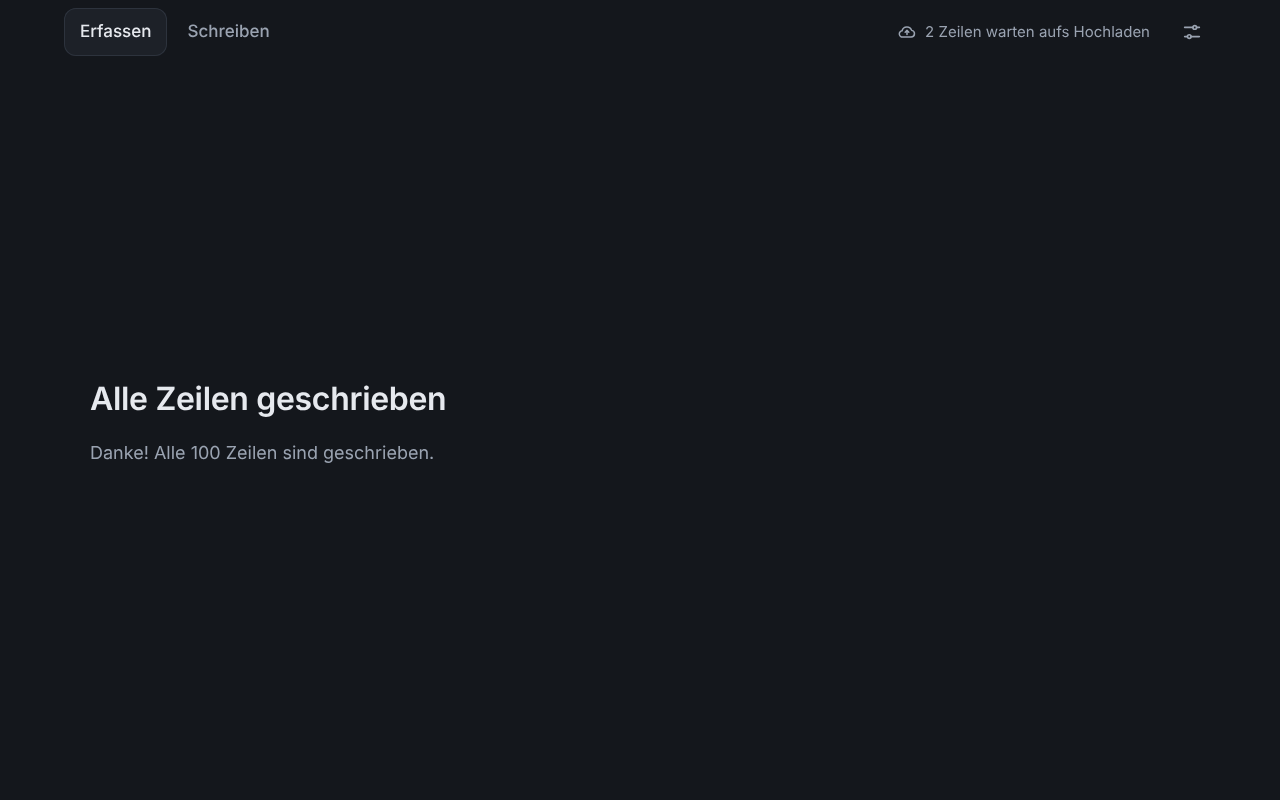 Erfassen
Schreiben
2 Zeilen warten aufs Hochladen
Alle Zeilen geschrieben
Danke! Alle 100 Zeilen sind geschrieben.